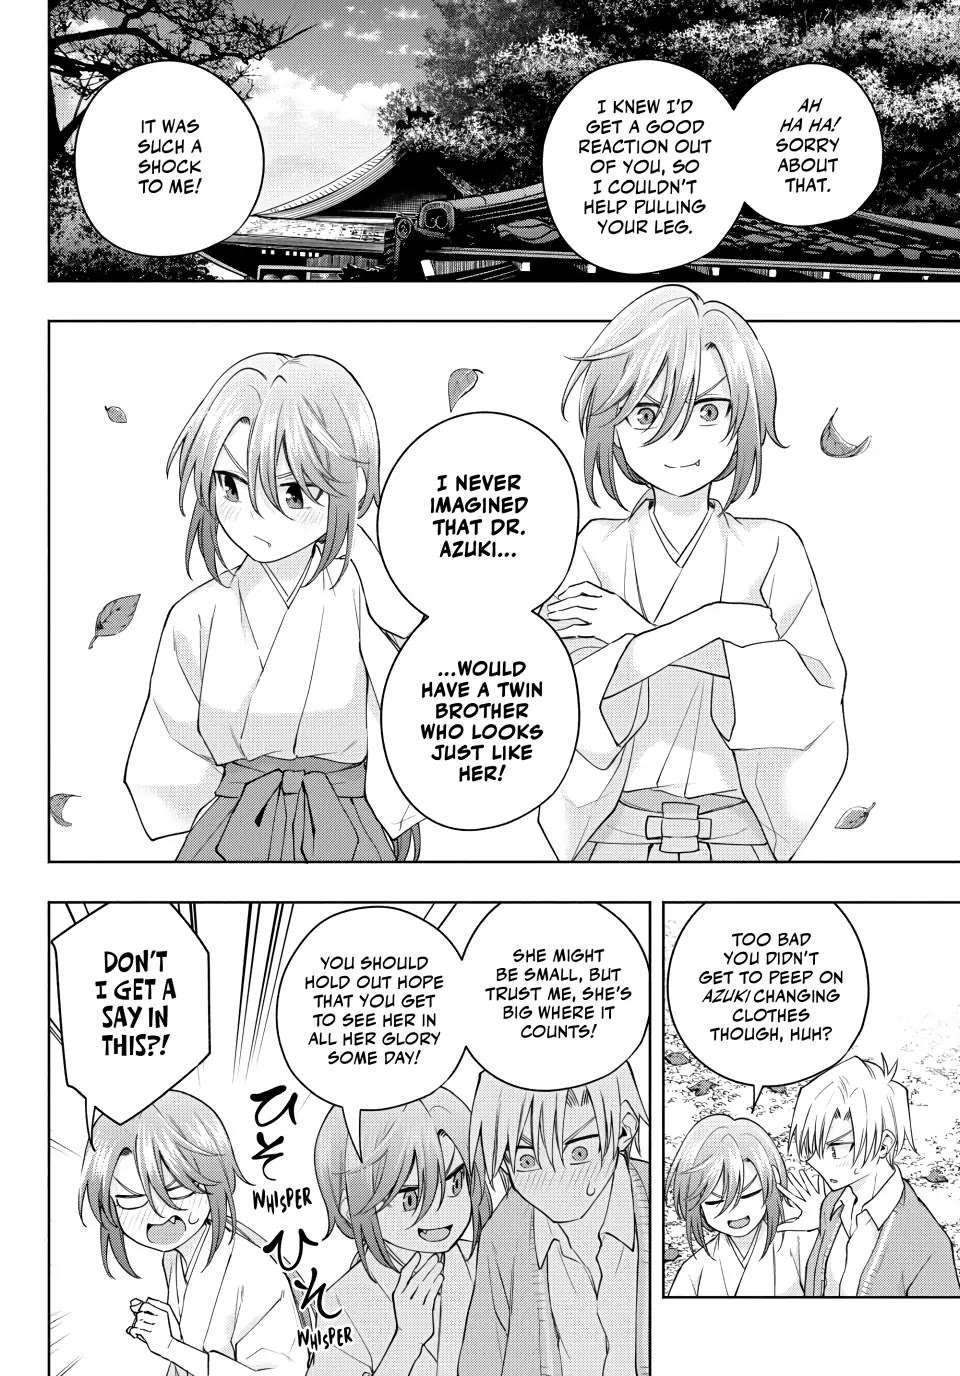 AH
HA HA!
SORRY
ABOUT
THAT.
I KNEW I'D
GET A GOOD
REACTION OUT
OF YOU, SO
I COULDN'T
HELP PULLING
YOUR LEG.
IT WAS
SUCH A
SHOCK
TO ME!
I NEVER
IMAGINED
THAT DR.
AZUKI...
...WOULD
HAVE A TWIN
BROTHER
WHO LOOKS
JUST LIKE
HER!
TOO BAD
YOU DIDN'T
GET TO PEEP ON
AZUKI CHANGING
CLOTHES
THOUGH, HUH?
SHE MIGHT
BE SMALL, BUT
TRUST ME, SHE'S
BIG WHERE IT
COUNTS!
YOU SHOULD
HOLD OUT HOPE
THAT YOU GET
TO SEE HER IN
ALL HER GLORY
SOME DAY!
ひそ
WHISPER
ひそ
WHISPER
DON'T
I GET A
SAY IN
THIS?!